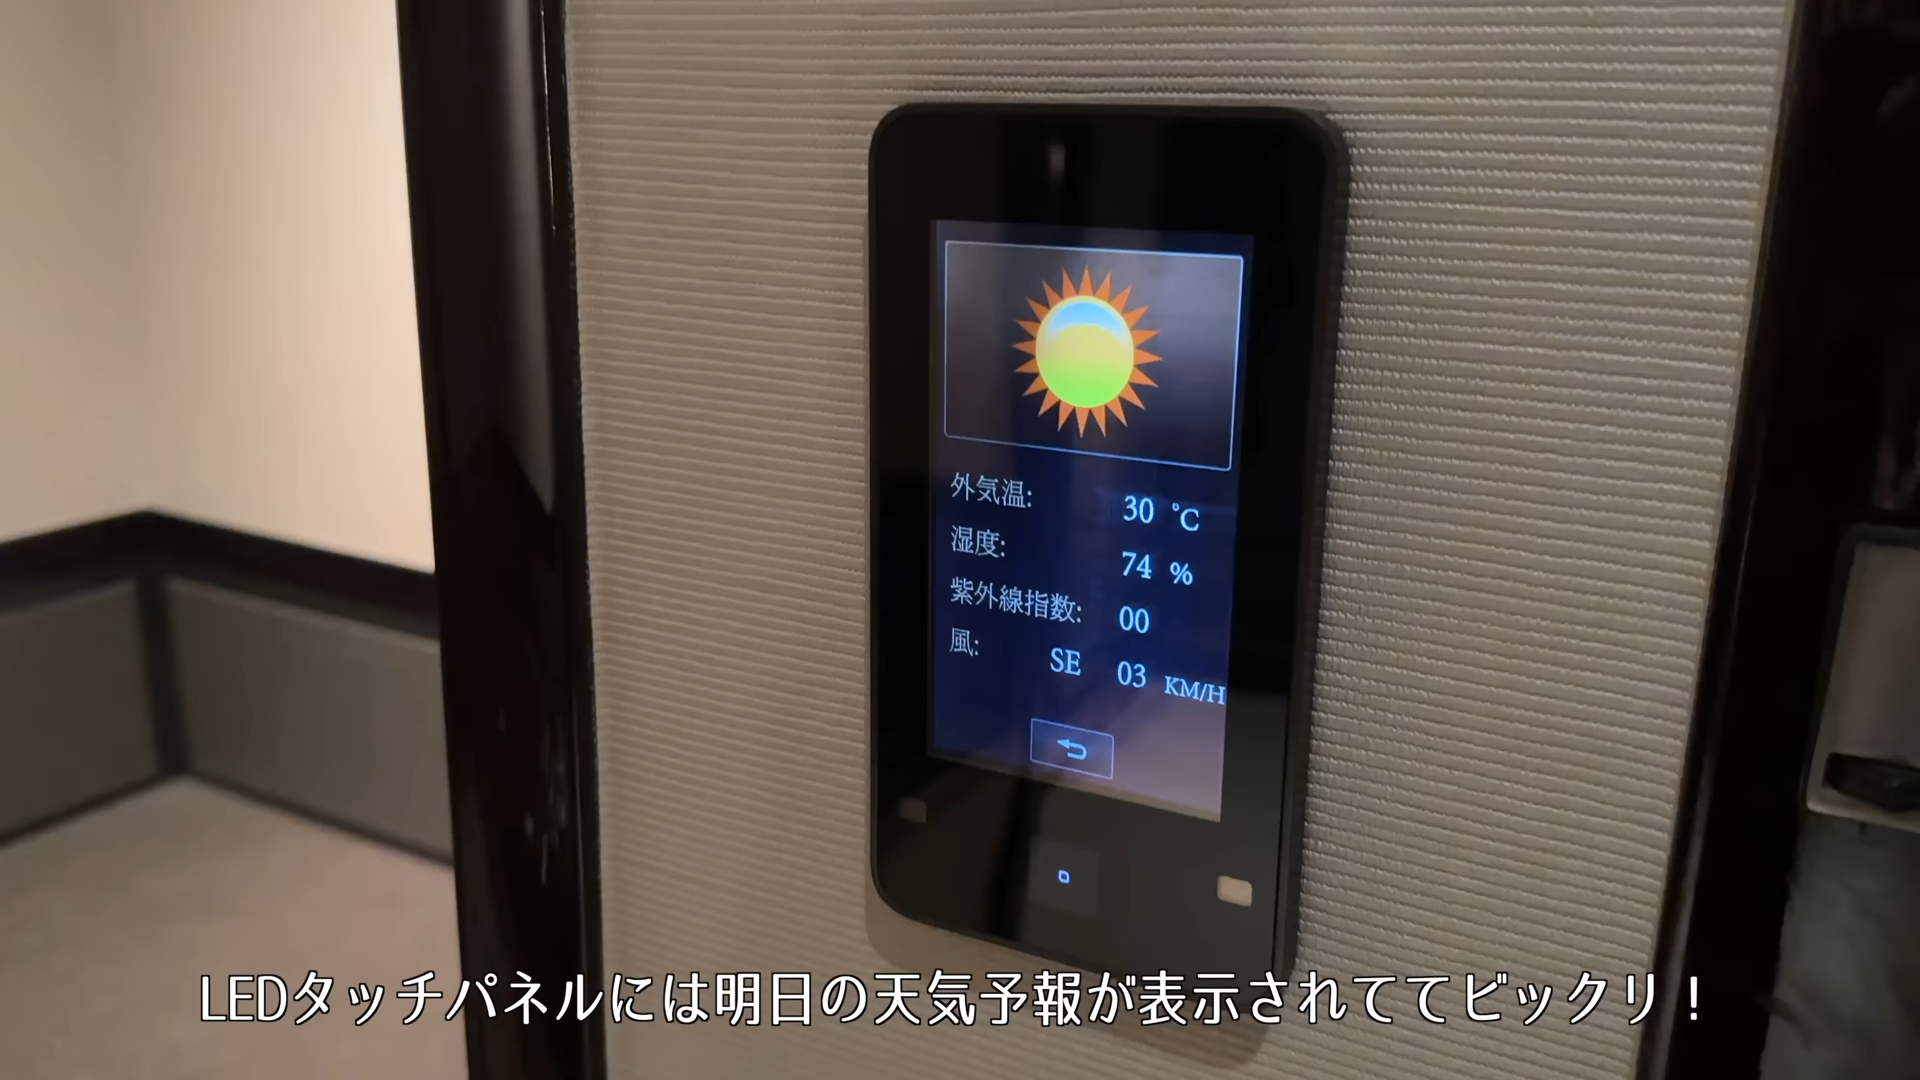 外気温: 30 °C
湿度: 74 %
紫外線指数: 00
風: SE 03 KM/H
LEDタッチパネルには明日の天気予報が表示されててビックリ！